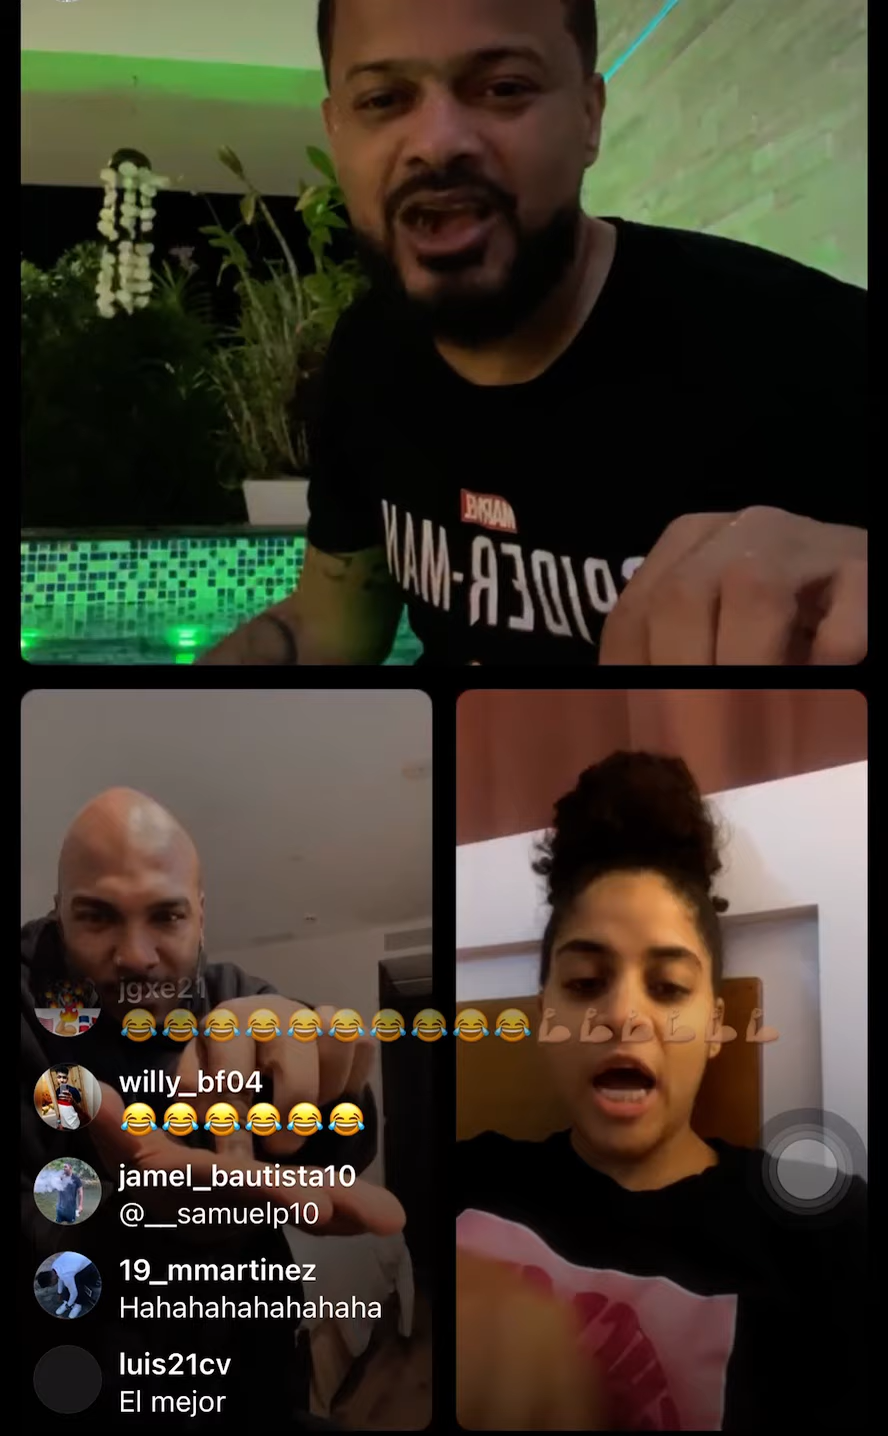 MARVEL
SPIDER-MAN
jgxe21
😂😂😂😂😂😂😂😂😂😂💪🏽💪🏽💪🏽💪🏽💪🏽💪🏽
willy_bf04
😂😂😂😂😂😂
jamel_bautista10
@__samuelp10
19_mmartinez
Hahahahahahahaha
luis21cv
El mejor